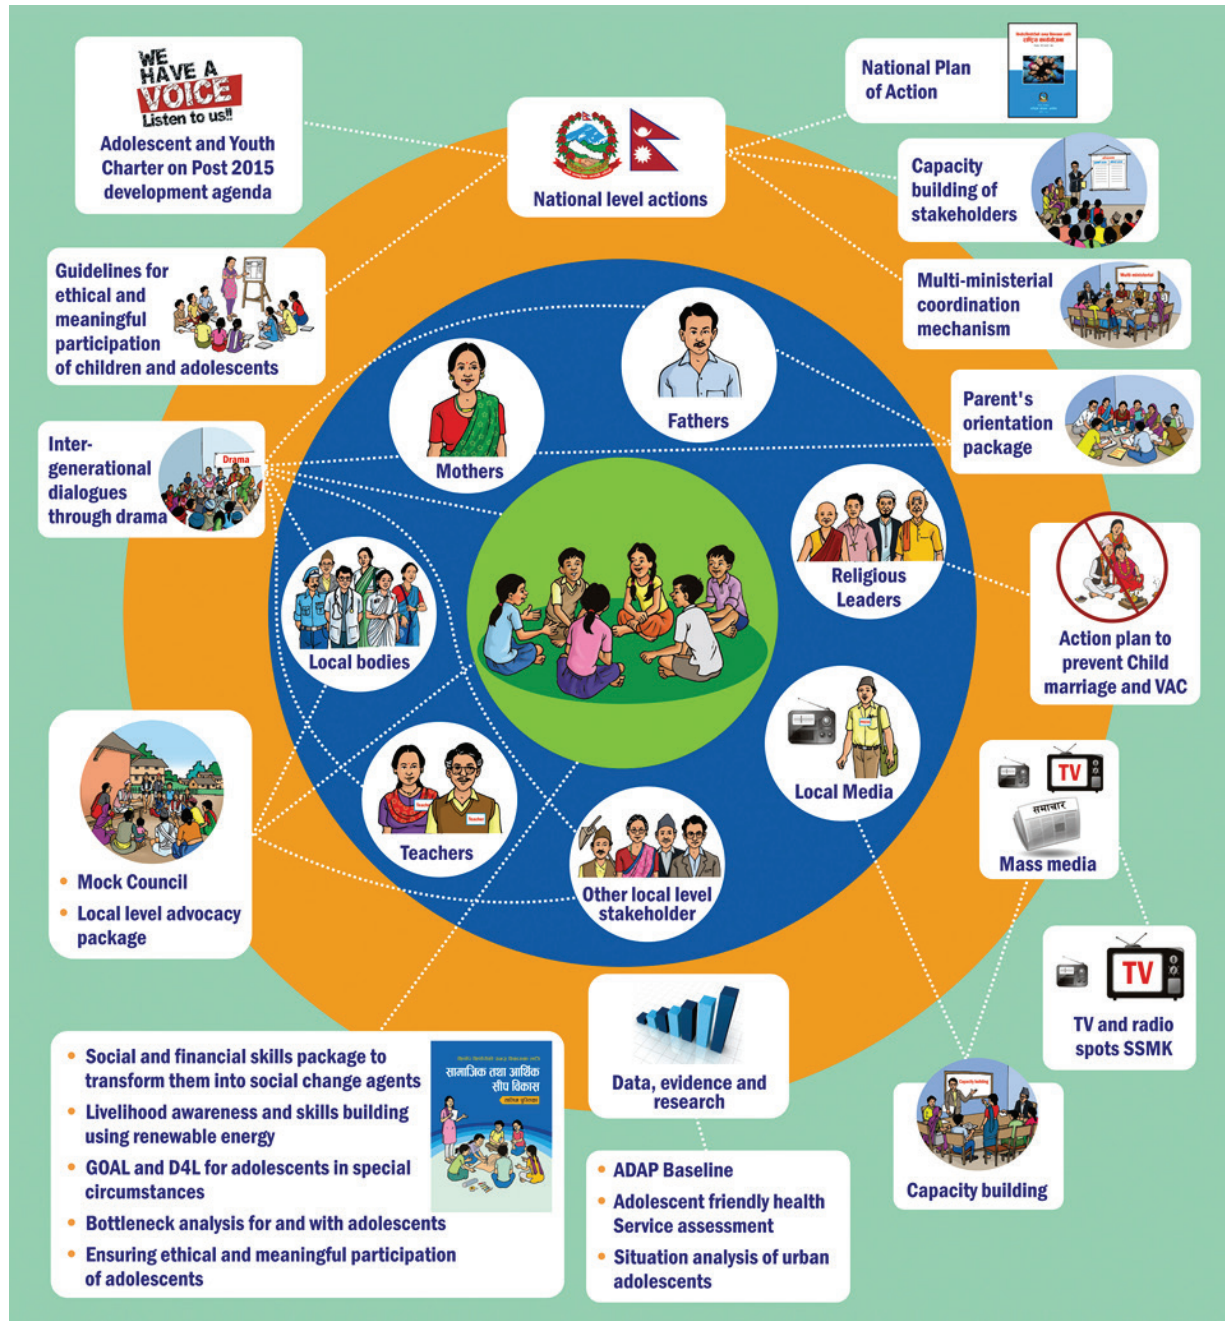 WE
HAVE A
VOICE
Listen to us!!
Adolescent and Youth
Charter on Post 2015
development agenda
National level actions
National Plan
of Action
Capacity
building of
stakeholders
Guidelines for
ethical and
meaningful
participation
of children and adolescents
Multi-ministerial
coordination
mechanism
Multi ministerial
Fathers
Mothers
Parent's
orientation
package
Inter-
generational
dialogues
through drama
Drama
Religious
Leaders
Local bodies
Action plan to
prevent Child
marriage and VAC
Local Media
Teacher
Teacher
Teachers
TV
समाचार
Mass media
• Mock Council
• Local level advocacy
package
Other local level
stakeholder
TV
TV and radio
spots SSMK
Data, evidence and
research
Capacity building
Capacity building
• Social and financial skills package to
transform them into social change agents
• Livelihood awareness and skills building
using renewable energy
• GOAL and D4L for adolescents in special
circumstances
• Bottleneck analysis for and with adolescents
• Ensuring ethical and meaningful participation
of adolescents
सामाजिक तथा आर्थिक
सीप विकास
• ADAP Baseline
• Adolescent friendly health
Service assessment
• Situation analysis of urban
adolescents